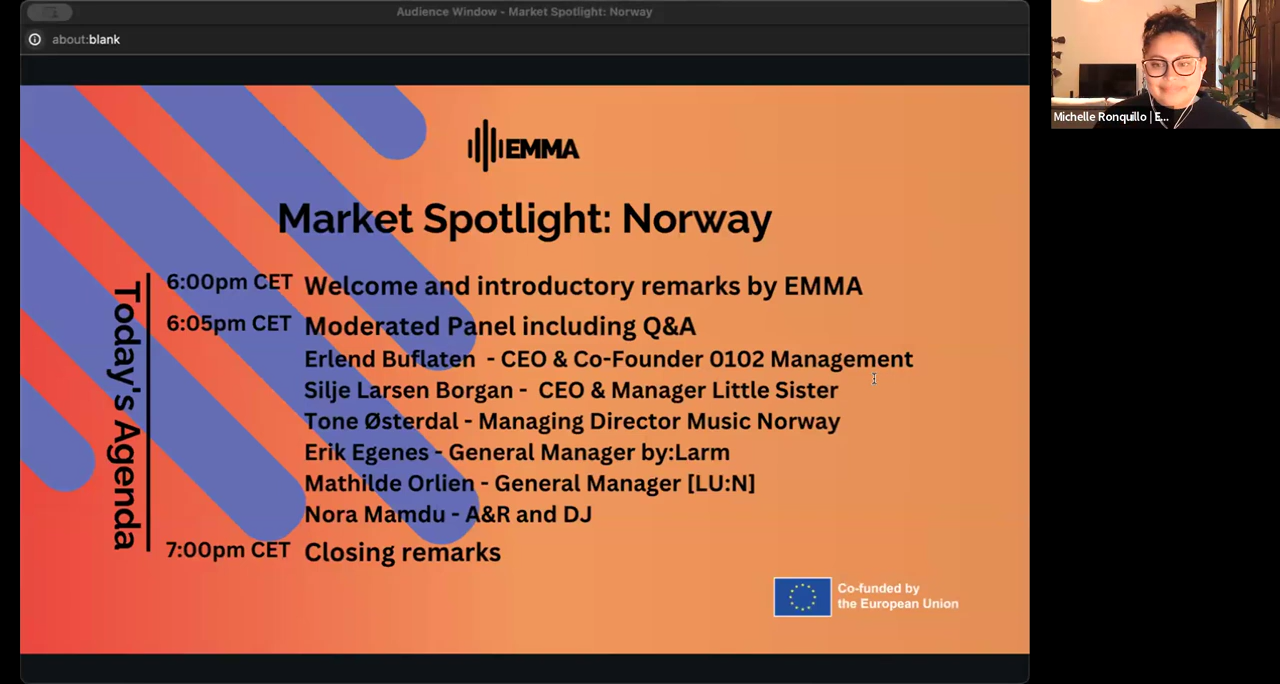 Audience Window - Market Spotlight: Norway
about:blank
EMMA
Market Spotlight: Norway
Today's Agenda
6:00pm CET Welcome and introductory remarks by EMMA
6:05pm CET Moderated Panel including Q&A
Erlend Buflaten - CEO & Co-Founder 0102 Management
Silje Larsen Borgan - CEO & Manager Little Sister
Tone Østerdal - Managing Director Music Norway
Erik Egenes - General Manager by:Larm
Mathilde Orlien - General Manager [LU:N]
Nora Mamdu - A&R and DJ
7:00pm CET Closing remarks
Co-funded by
the European Union
Michelle Ronquillo | E...